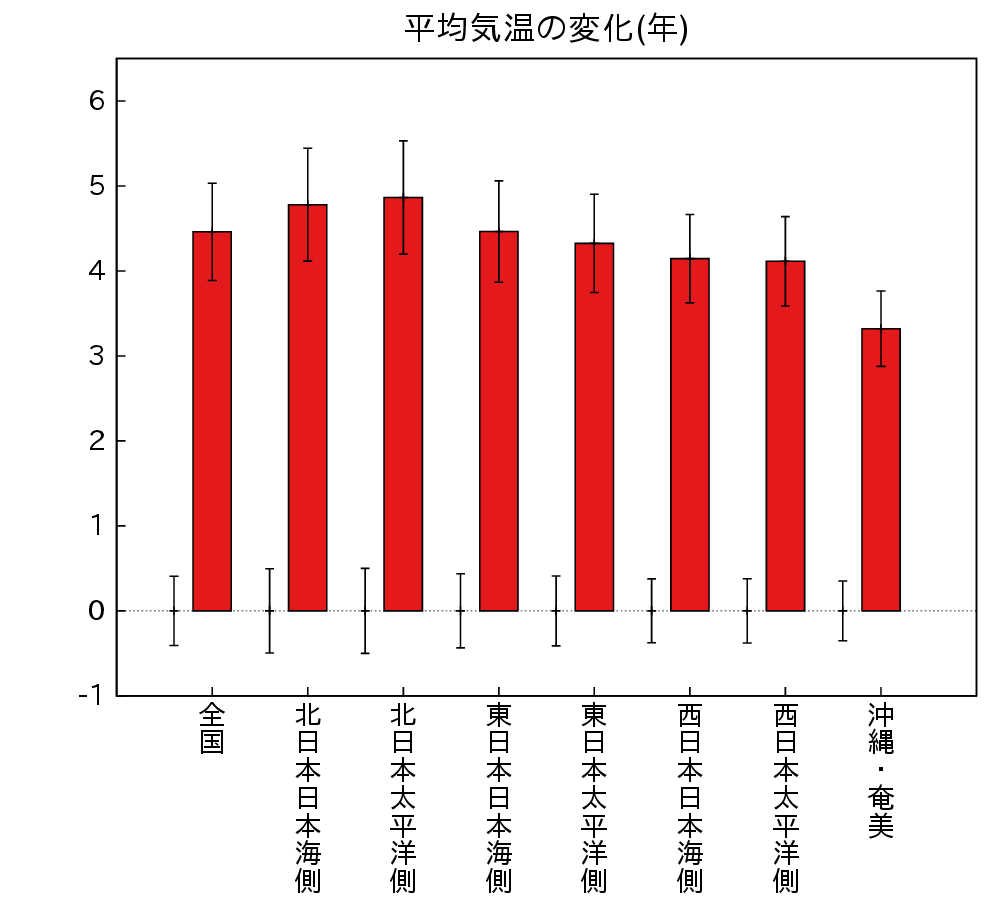 平均気温の変化(年)
6
5
4
3
2
1
0
-1
全国
北日本日本海側
北日本太平洋側
東日本日本海側
東日本太平洋側
西日本日本海側
西日本太平洋側
沖縄・奄美